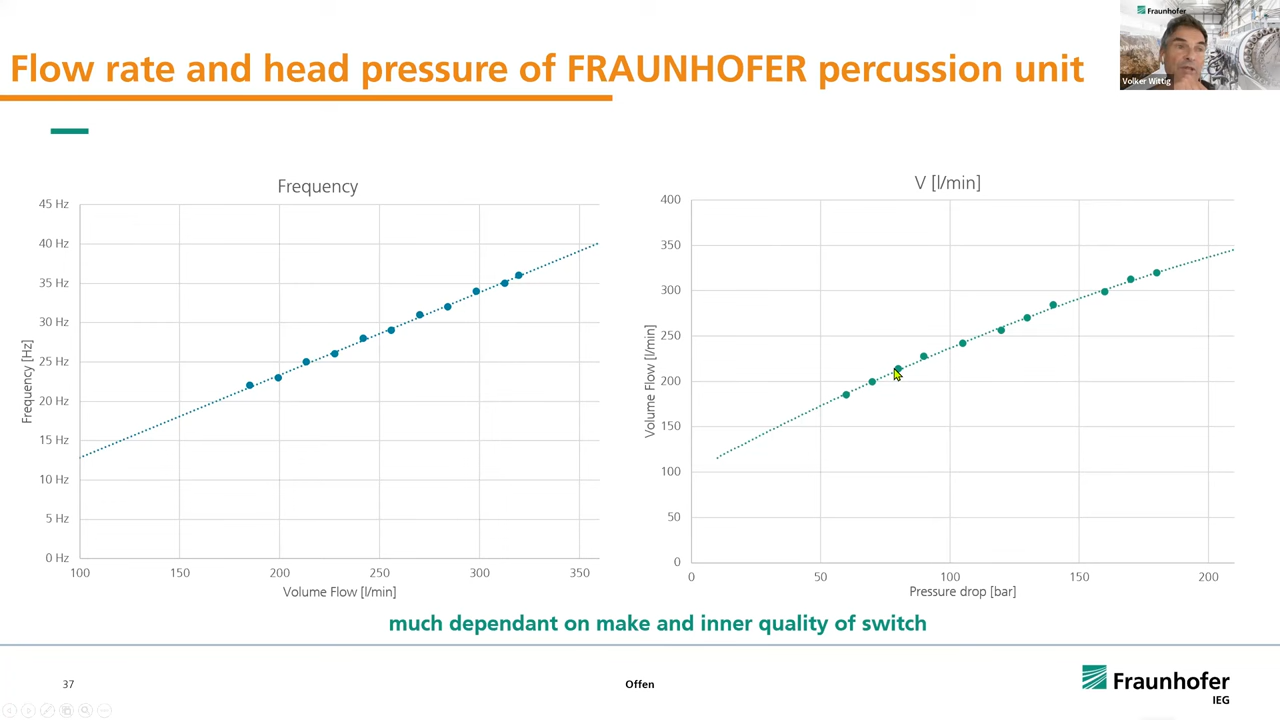 Fraunhofer
Volker Wittig
Flow rate and head pressure of FRAUNHOFER percussion unit
Frequency
45 Hz
40 Hz
35 Hz
30 Hz
25 Hz
20 Hz
15 Hz
10 Hz
5 Hz
0 Hz
Frequency [Hz]
100 150 200 250 300 350
Volume Flow [l/min]
V [l/min]
400
350
300
250
200
150
100
50
0
Volume Flow [l/min]
0 50 100 150 200
Pressure drop [bar]
much dependant on make and inner quality of switch
37
Offen
Fraunhofer
IEG